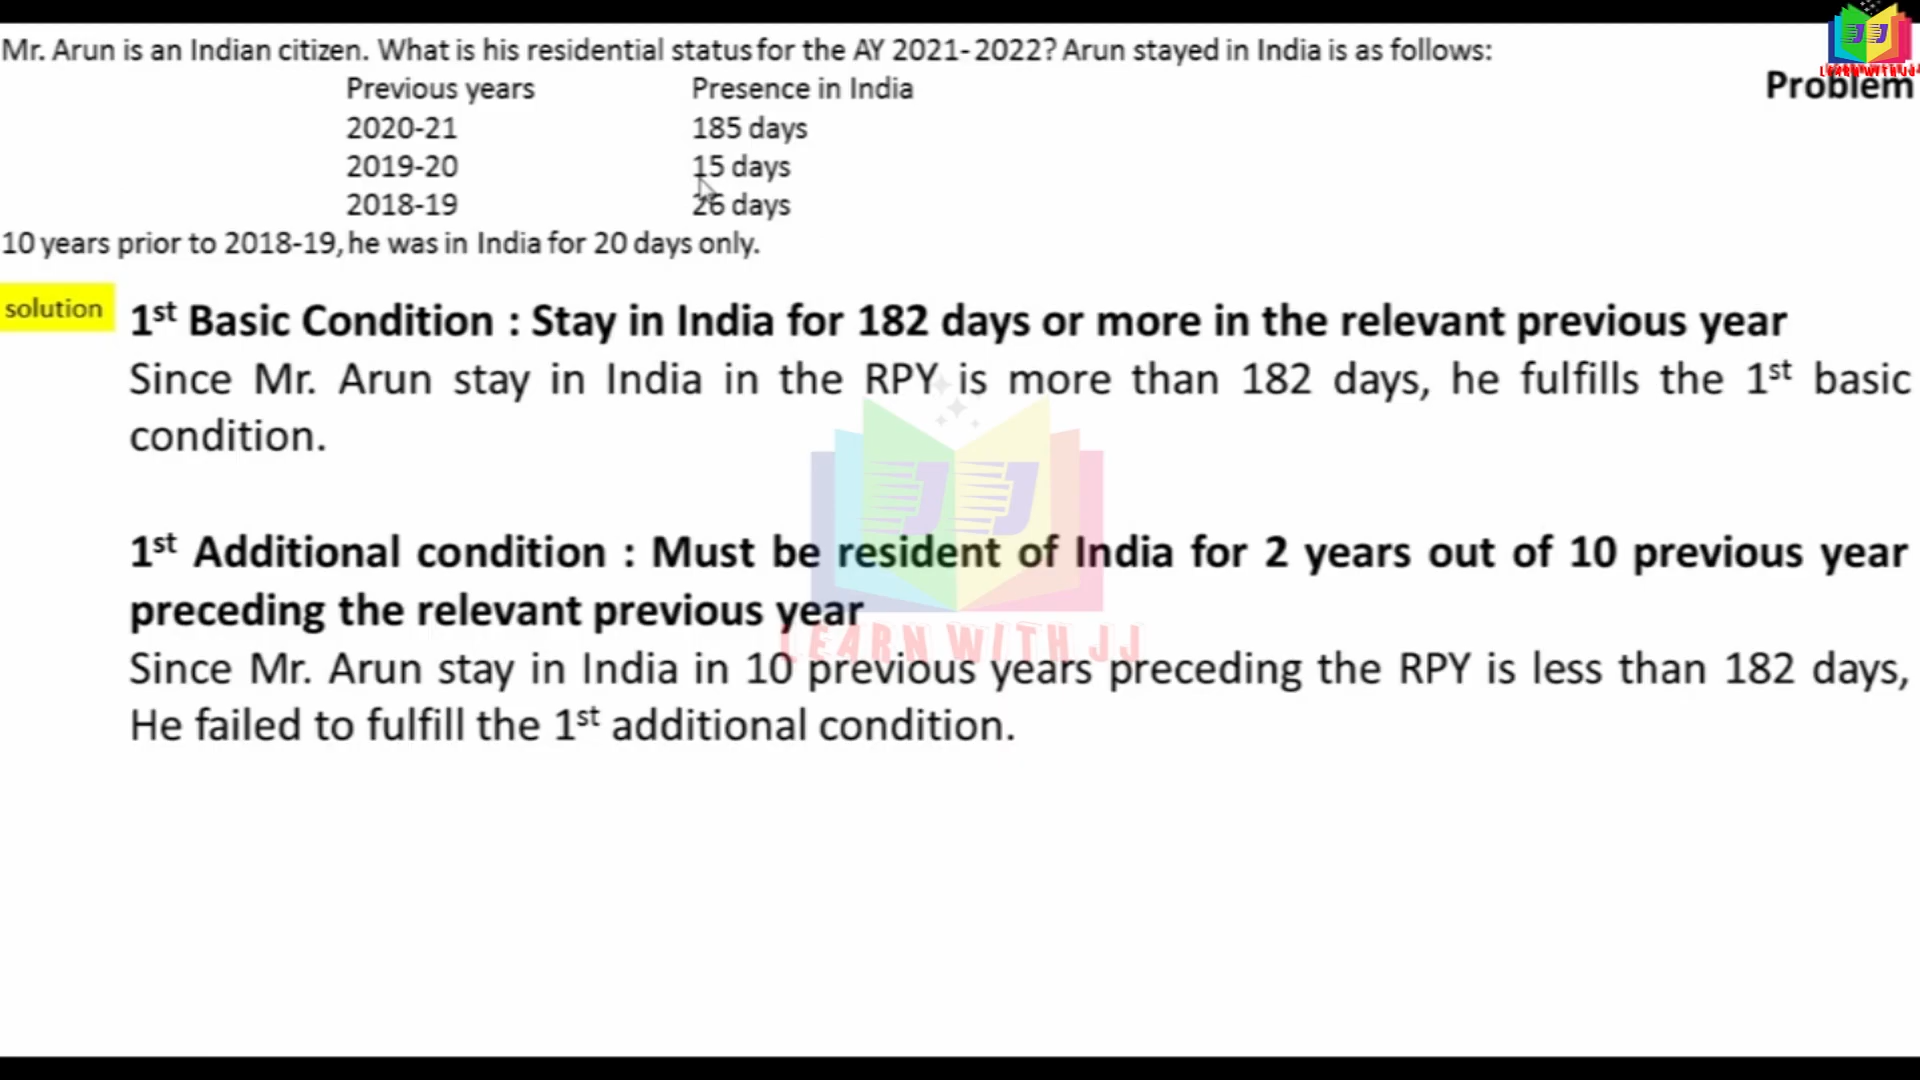 Mr. Arun is an Indian citizen. What is his residential status for the AY 2021-2022? Arun stayed in India is as follows:
Previous years Presence in India
2020-21 185 days
2019-20 15 days
2018-19 26 days
10 years prior to 2018-19, he was in India for 20 days only.
LEARN WITH JJ
Problem
solution
1st Basic Condition : Stay in India for 182 days or more in the relevant previous year
Since Mr. Arun stay in India in the RPY is more than 182 days, he fulfills the 1st basic
condition.
JJ
1st Additional condition : Must be resident of India for 2 years out of 10 previous year
preceding the relevant previous year
LEARN WITH JJ
Since Mr. Arun stay in India in 10 previous years preceding the RPY is less than 182 days,
He failed to fulfill the 1st additional condition.